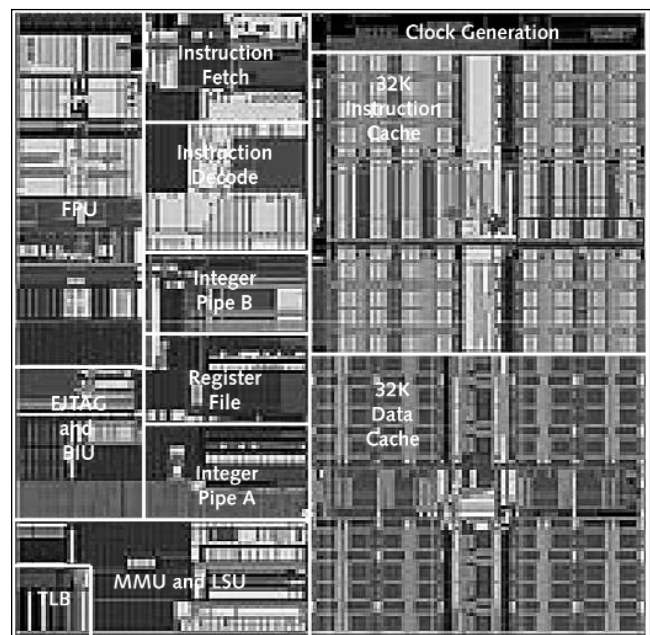 Clock Generation
Instruction
Fetch
32K
Instruction
Cache
Instruction
Decode
FPU
Integer
Pipe B
Register
File
32K
Data
Cache
EJTAG
and
BIU
Integer
Pipe A
MMU and LSU
TLB